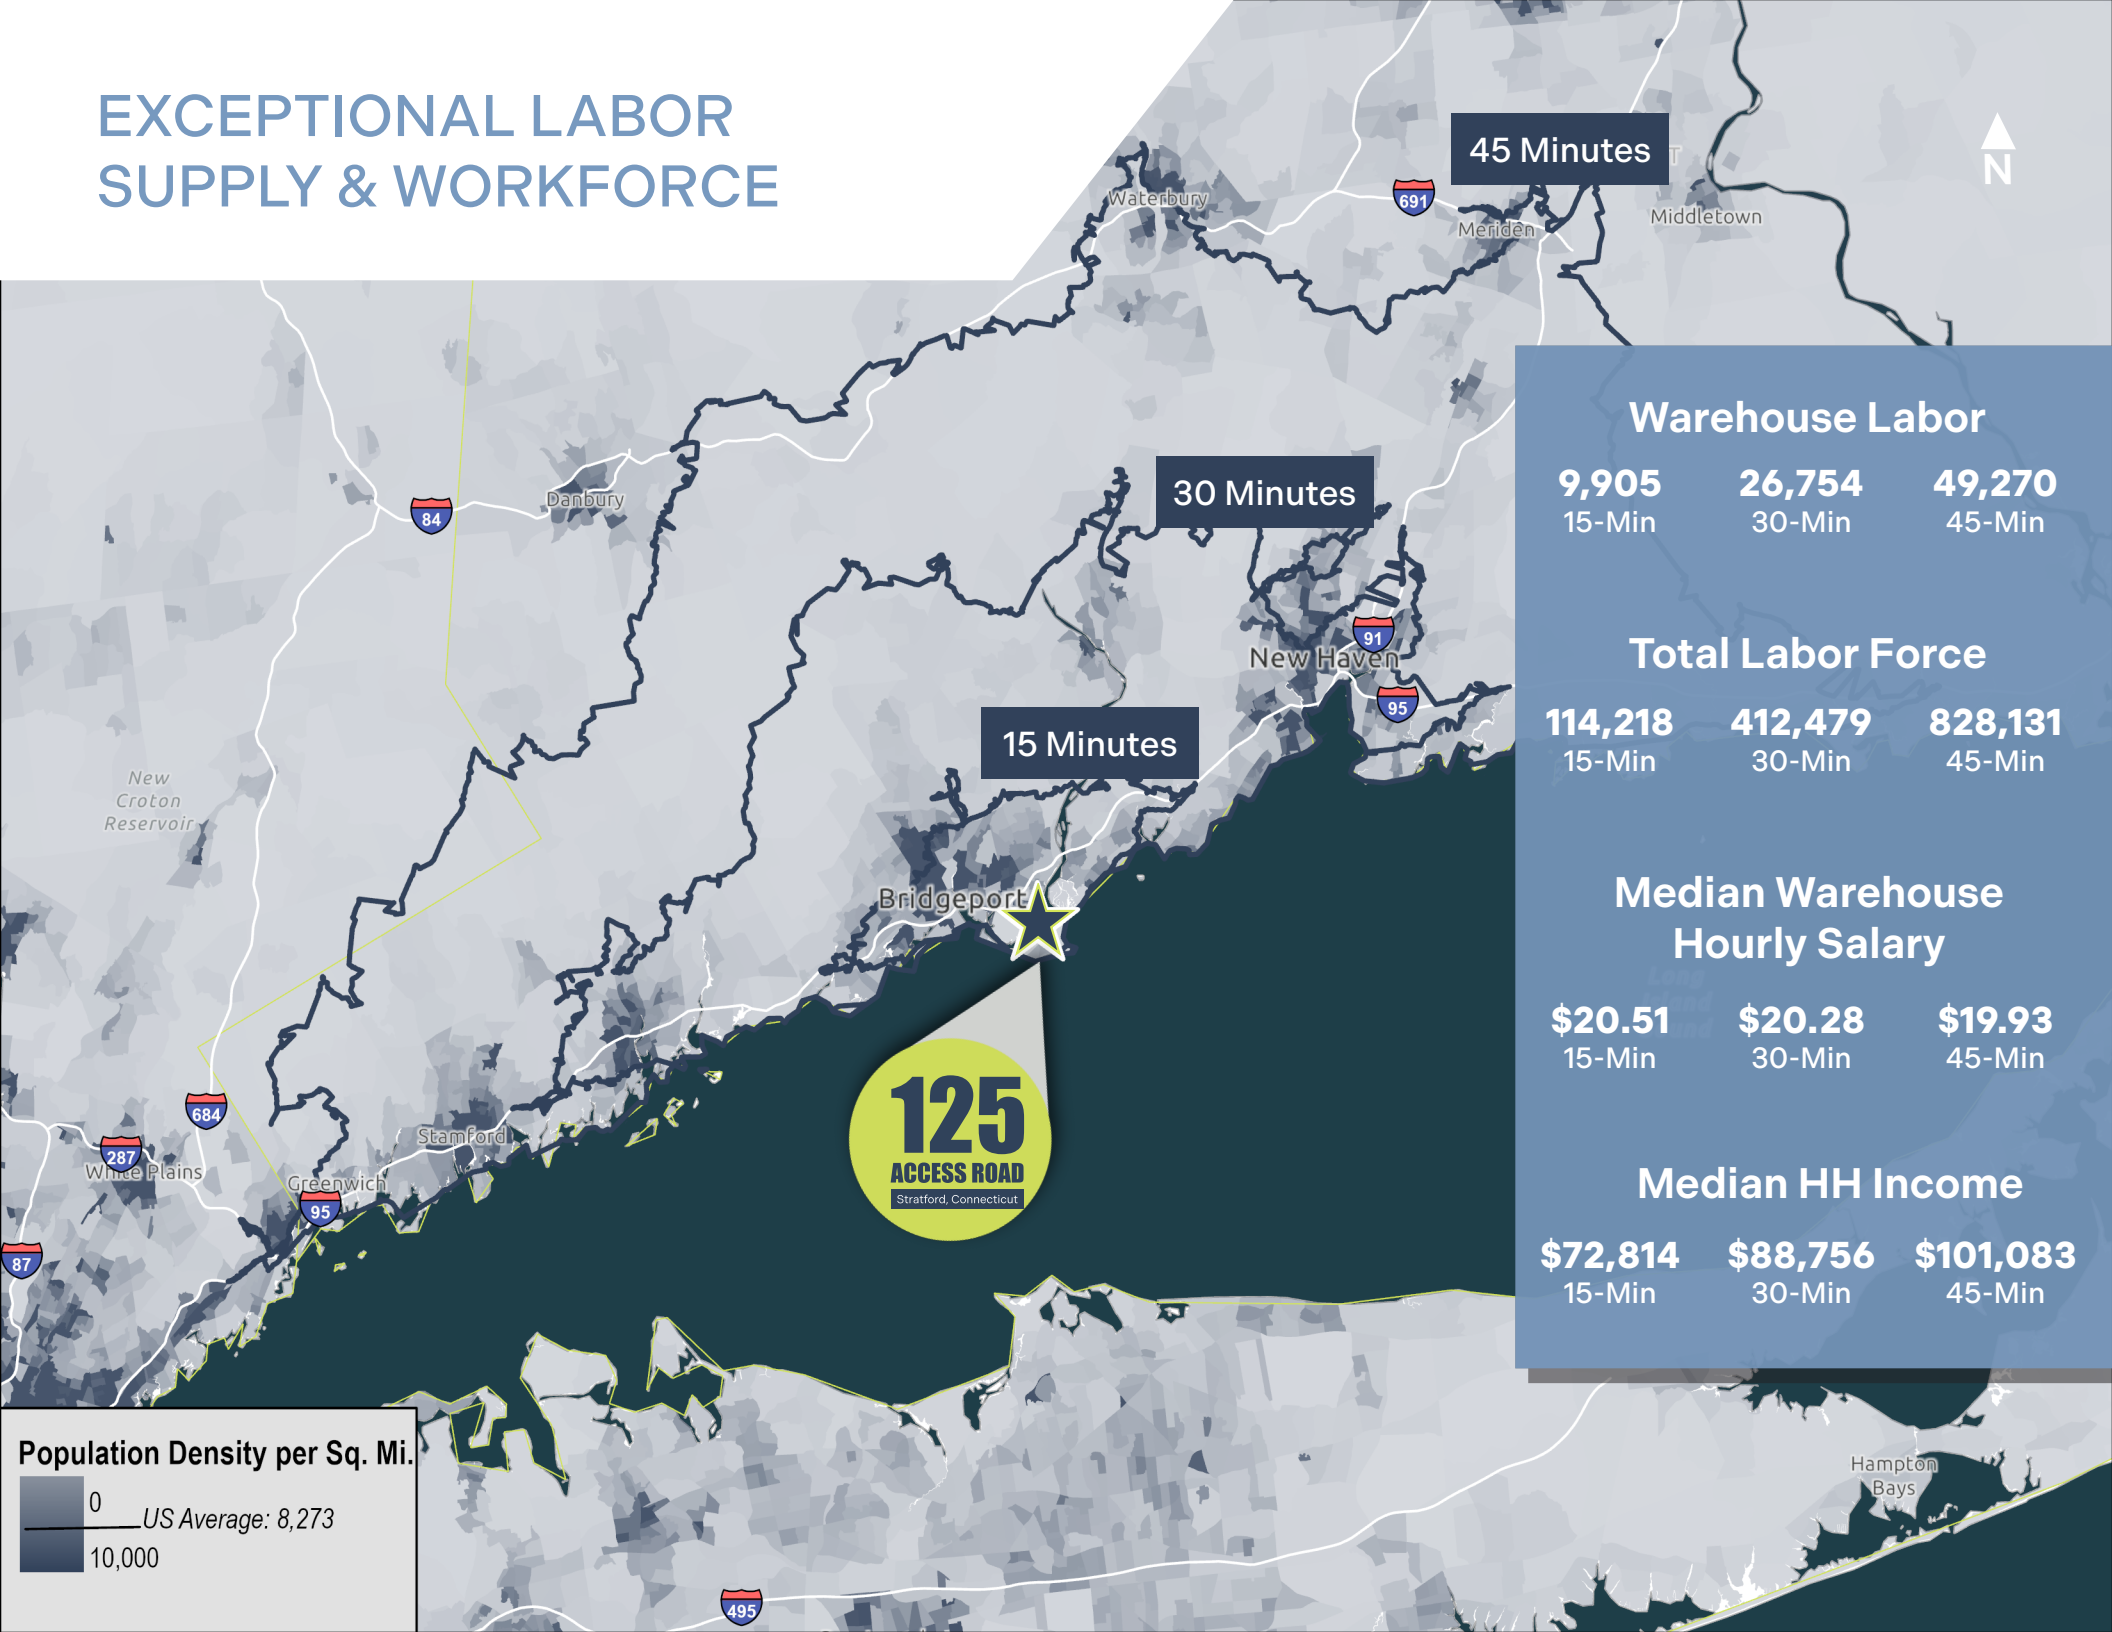 EXCEPTIONAL LABOR
SUPPLY & WORKFORCE
45 Minutes
N
Waterbury
691
Meriden
Middletown
Warehouse Labor
9,905 26,754 49,270
15-Min 30-Min 45-Min
30 Minutes
84
Danbury
91
New Haven
95
Total Labor Force
114,218 412,479 828,131
15-Min 30-Min 45-Min
15 Minutes
New
Croton
Reservoir
Bridgeport
Median Warehouse
Hourly Salary
Long
$20.51 $20.28 $19.93
15-Min 30-Min 45-Min
125
ACCESS ROAD
Stratford, Connecticut
684
287
White Plains
Stamford
Greenwich
95
87
Median HH Income
$72,814 $88,756 $101,083
15-Min 30-Min 45-Min
Population Density per Sq. Mi.
0
US Average: 8,273
10,000
495
Hampton
Bays